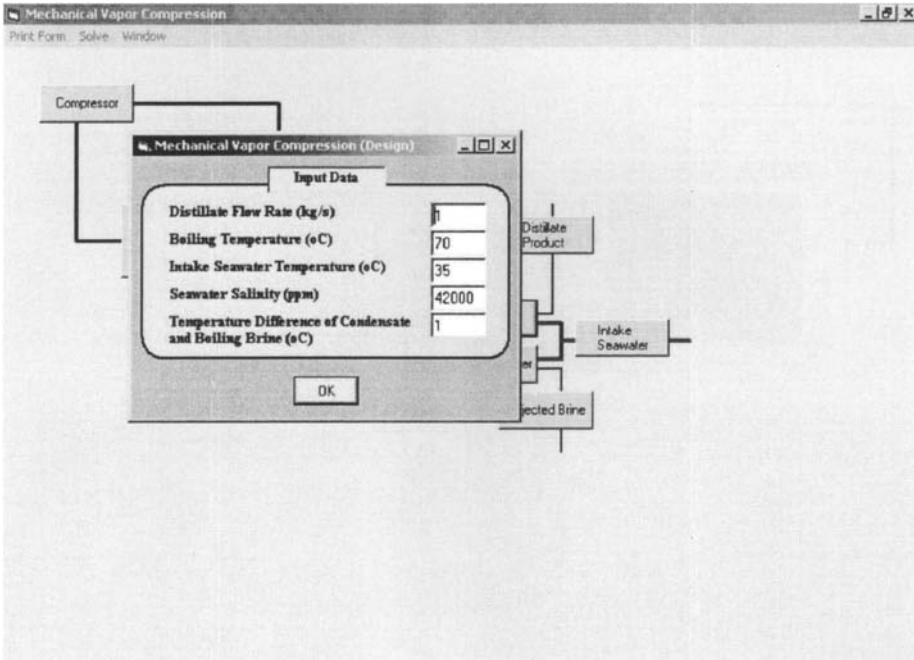 Mechanical Vapor Compression
Print Form Solve Window
Compressor
Mechanical Vapor Compression (Design)
Input Data
Distillate Flow Rate (kg/s) 1
Boiling Temperature (oC) 70
Intake Seawater Temperature (oC) 35
Seawater Salinity (ppm) 42000
Temperature Difference of Condensate 1
and Boiling Brine (oC)
OK
Distillate
Product
Intake
Seawater
er
jected Brine